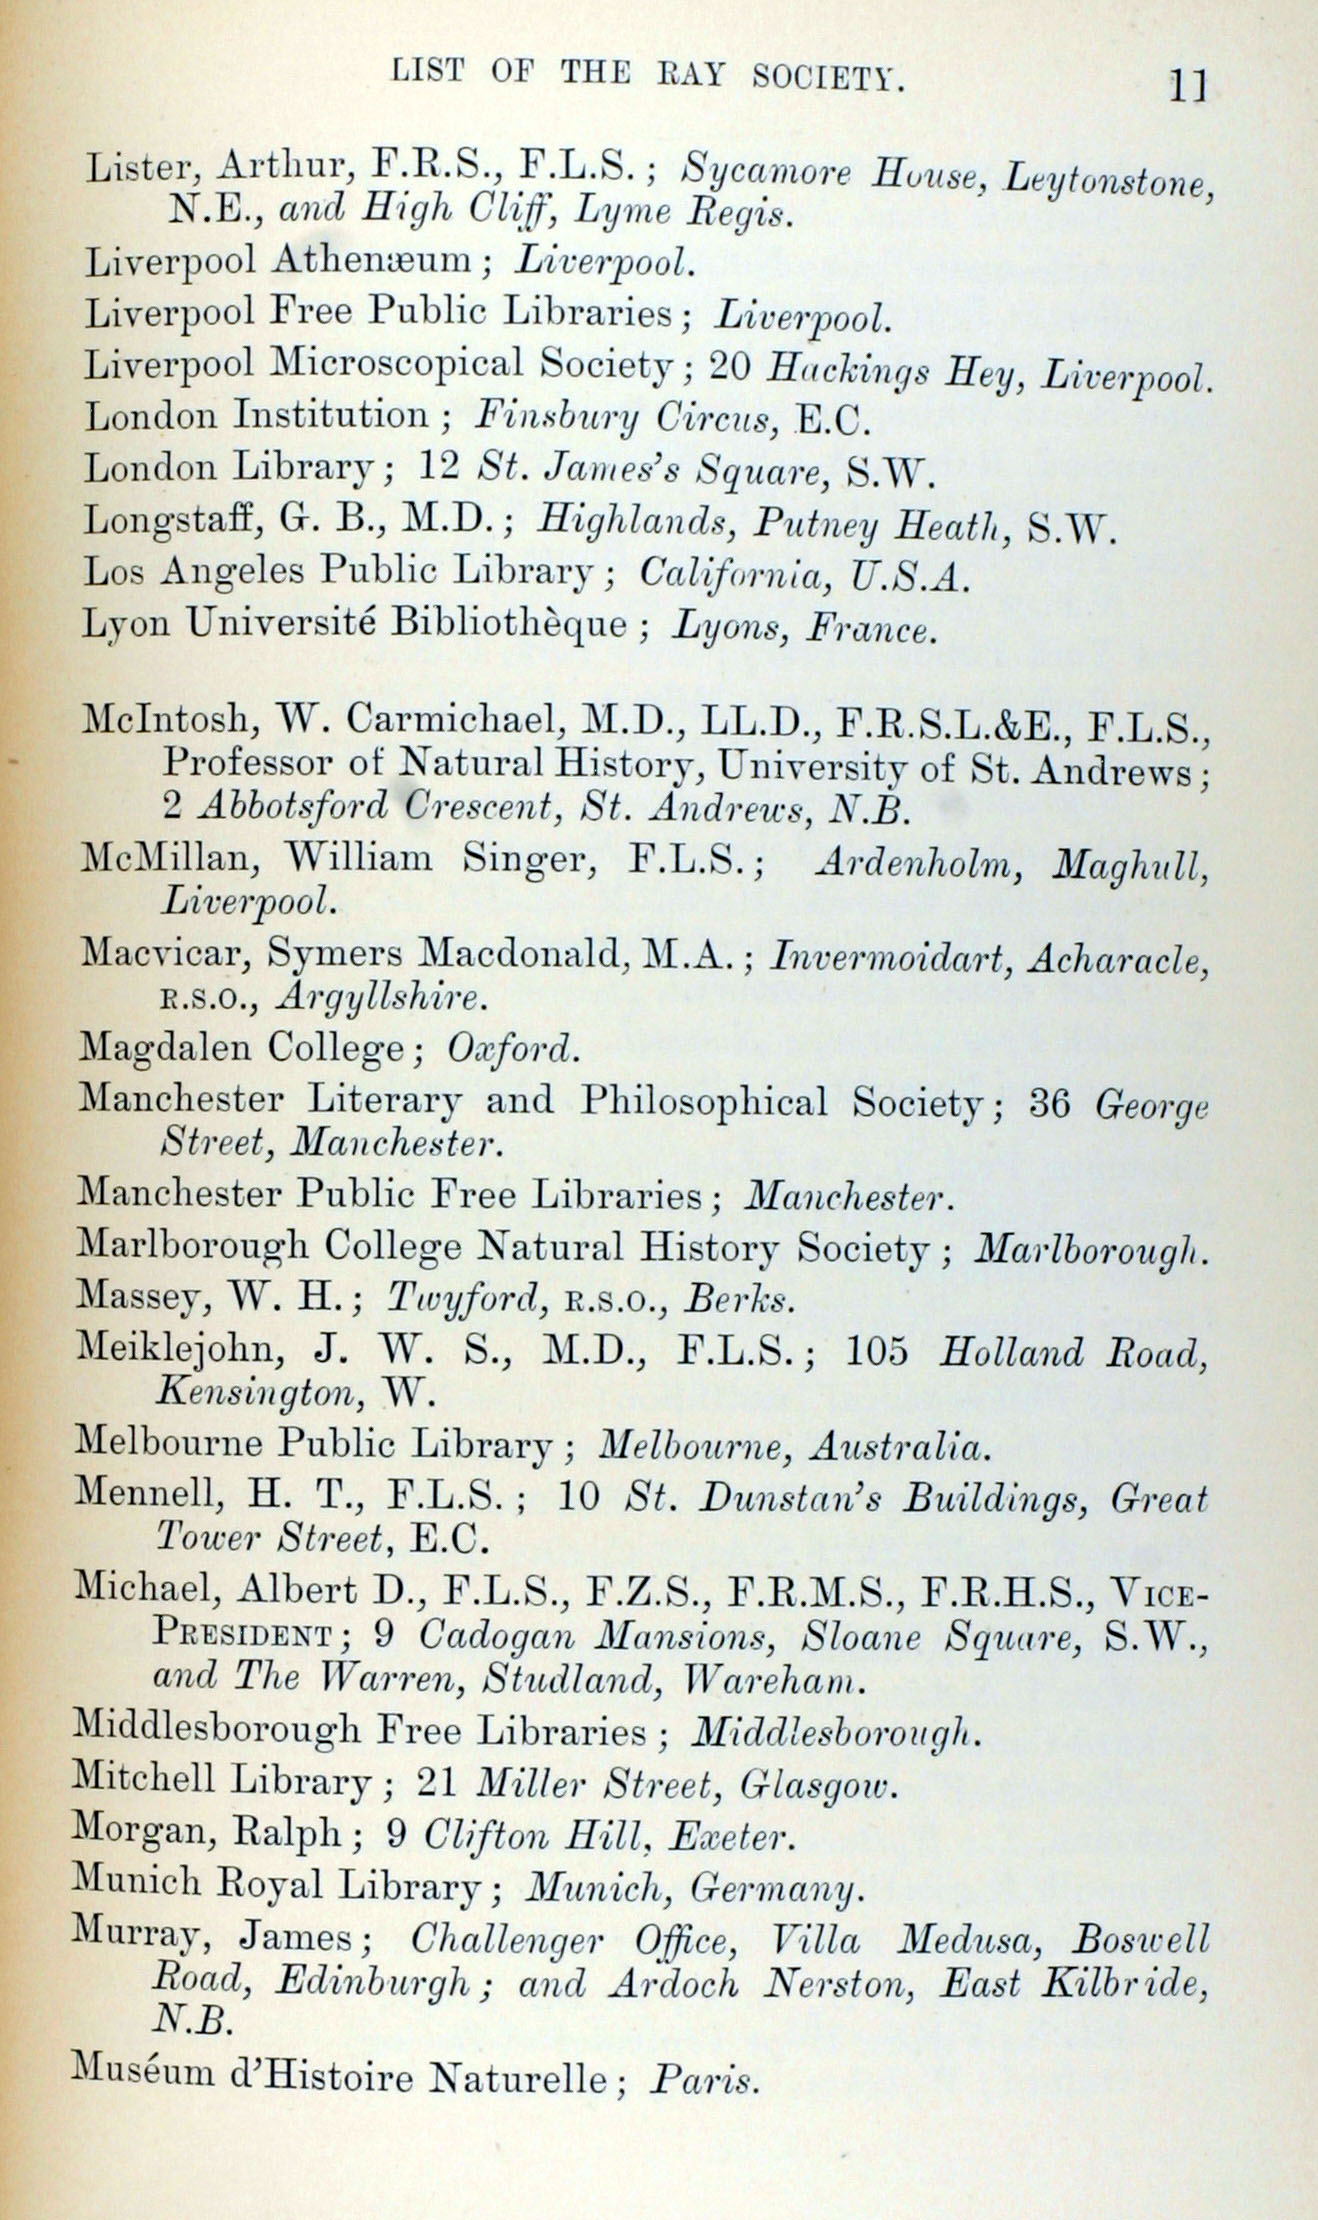 LIST OF THE RAY SOCIETY. 11
Lister, Arthur, F.R.S., F.L.S.; Sycamore House, Leytonstone,
N.E., and High Cliff, Lyme Regis.
Liverpool Athenæum; Liverpool.
Liverpool Free Public Libraries; Liverpool.
Liverpool Microscopical Society; 20 Hackings Hey, Liverpool.
London Institution; Finsbury Circus, E.C.
London Library; 12 St. James's Square, S.W.
Longstaff, G. B., M.D.; Highlands, Putney Heath, S.W.
Los Angeles Public Library; California, U.S.A.
Lyon Université Bibliothèque; Lyons, France.
McIntosh, W. Carmichael, M.D., LL.D., F.R.S.L.&E., F.L.S.,
Professor of Natural History, University of St. Andrews;
2 Abbotsford Crescent, St. Andrews, N.B.
McMillan, William Singer, F.L.S.; Ardenholm, Maghull,
Liverpool.
Macvicar, Symers Macdonald, M.A.; Invermoidart, Acharacle,
R.S.O., Argyllshire.
Magdalen College; Oxford.
Manchester Literary and Philosophical Society; 36 George
Street, Manchester.
Manchester Public Free Libraries; Manchester.
Marlborough College Natural History Society; Marlborough.
Massey, W. H.; Twyford, R.S.O., Berks.
Meiklejohn, J. W. S., M.D., F.L.S.; 105 Holland Road,
Kensington, W.
Melbourne Public Library; Melbourne, Australia.
Mennell, H. T., F.L.S.; 10 St. Dunstan's Buildings, Great
Tower Street, E.C.
Michael, Albert D., F.L.S., F.Z.S., F.R.M.S., F.R.H.S., VICE-
PRESIDENT; 9 Cadogan Mansions, Sloane Square, S.W.,
and The Warren, Studland, Wareham.
Middlesborough Free Libraries; Middlesborough.
Mitchell Library; 21 Miller Street, Glasgow.
Morgan, Ralph; 9 Clifton Hill, Exeter.
Munich Royal Library; Munich, Germany.
Murray, James; Challenger Office, Villa Medusa, Boswell
Road, Edinburgh; and Ardoch Nerston, East Kilbride,
N.B.
Muséum d'Histoire Naturelle; Paris.